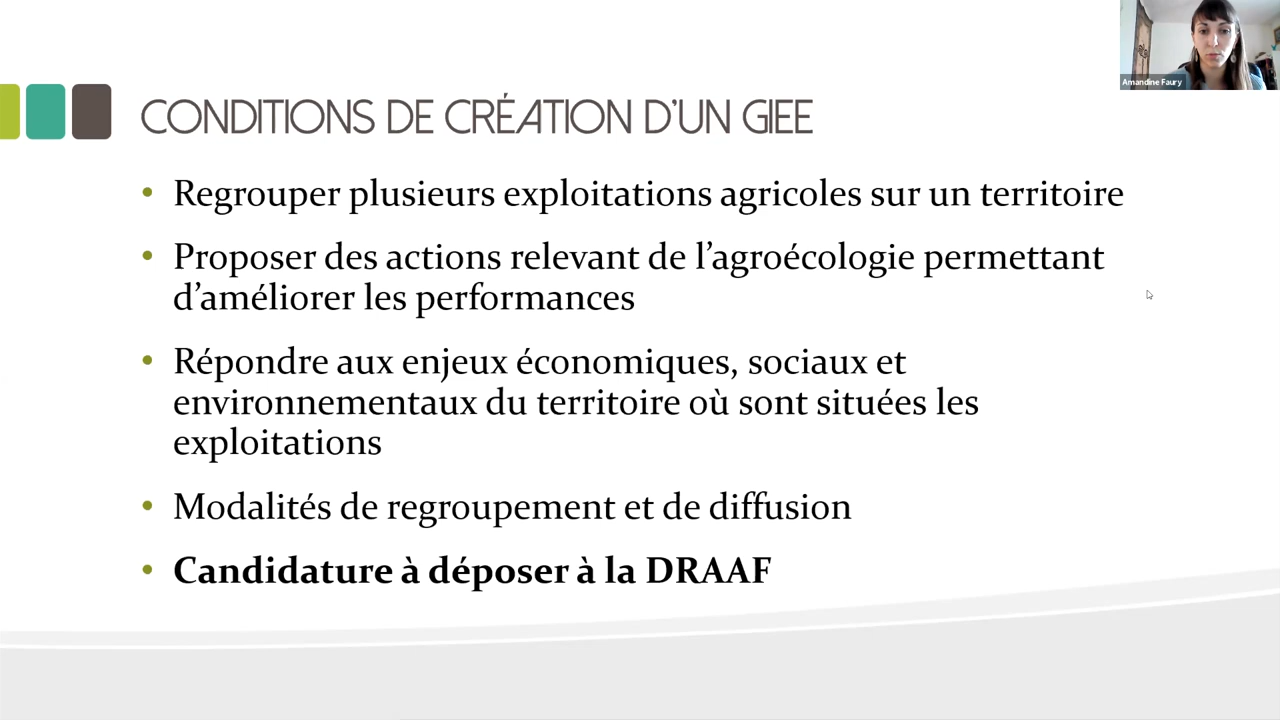 Amandine Faury
CONDITIONS DE CRÉATION D'UN GIEE
• Regrouper plusieurs exploitations agricoles sur un territoire
• Proposer des actions relevant de l’agroécologie permettant
d’améliorer les performances
• Répondre aux enjeux économiques, sociaux et
environnementaux du territoire où sont situées les
exploitations
• Modalités de regroupement et de diffusion
• Candidature à déposer à la DRAAF